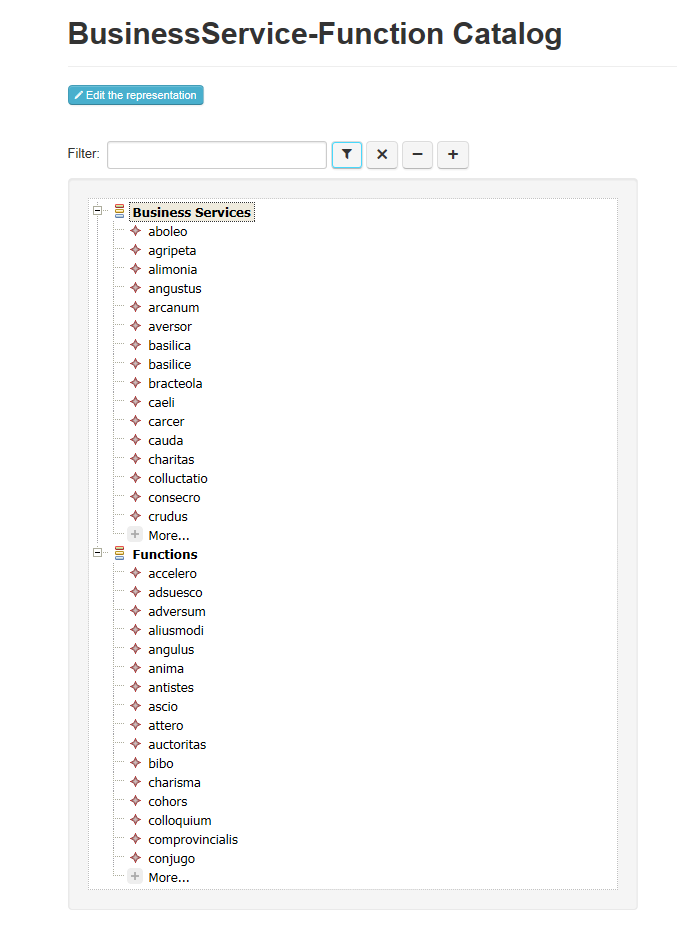 BusinessService-Function Catalog
Edit the representation
Filter:
Business Services
aboleo
agripeta
alimonia
angustus
arcanum
aversor
basilica
basilice
bracteola
caeli
carcer
cauda
charitas
colluctatio
consecro
crudus
More...
Functions
accelero
adsuesco
adversum
aliusmodi
angulus
anima
antistes
ascio
attero
auctoritas
bibo
charisma
cohors
colloquium
comprovincialis
conjugo
More...